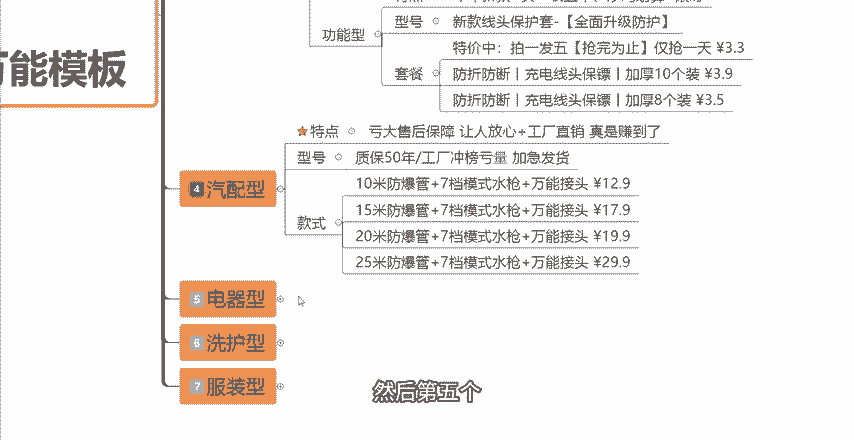 功能型
型号
新款线头保护套-【全面升级防护】
套餐
特价中：拍一发五【抢完为止】仅抢一天 ¥3.3
防折防断丨充电线头保镖丨加厚10个装 ¥3.9
防折防断丨充电线头保镖丨加厚8个装 ¥3.5
能模板
4 汽配型
特点
亏大售后保障 让人放心+工厂直销 真是赚到了
型号
质保50年/工厂冲榜亏量 加急发货
款式
10米防爆管+7档模式水枪+万能接头 ¥12.9
15米防爆管+7档模式水枪+万能接头 ¥17.9
20米防爆管+7档模式水枪+万能接头 ¥19.9
25米防爆管+7档模式水枪+万能接头 ¥29.9
5 电器型
6 洗护型
7 服装型
然后第五个